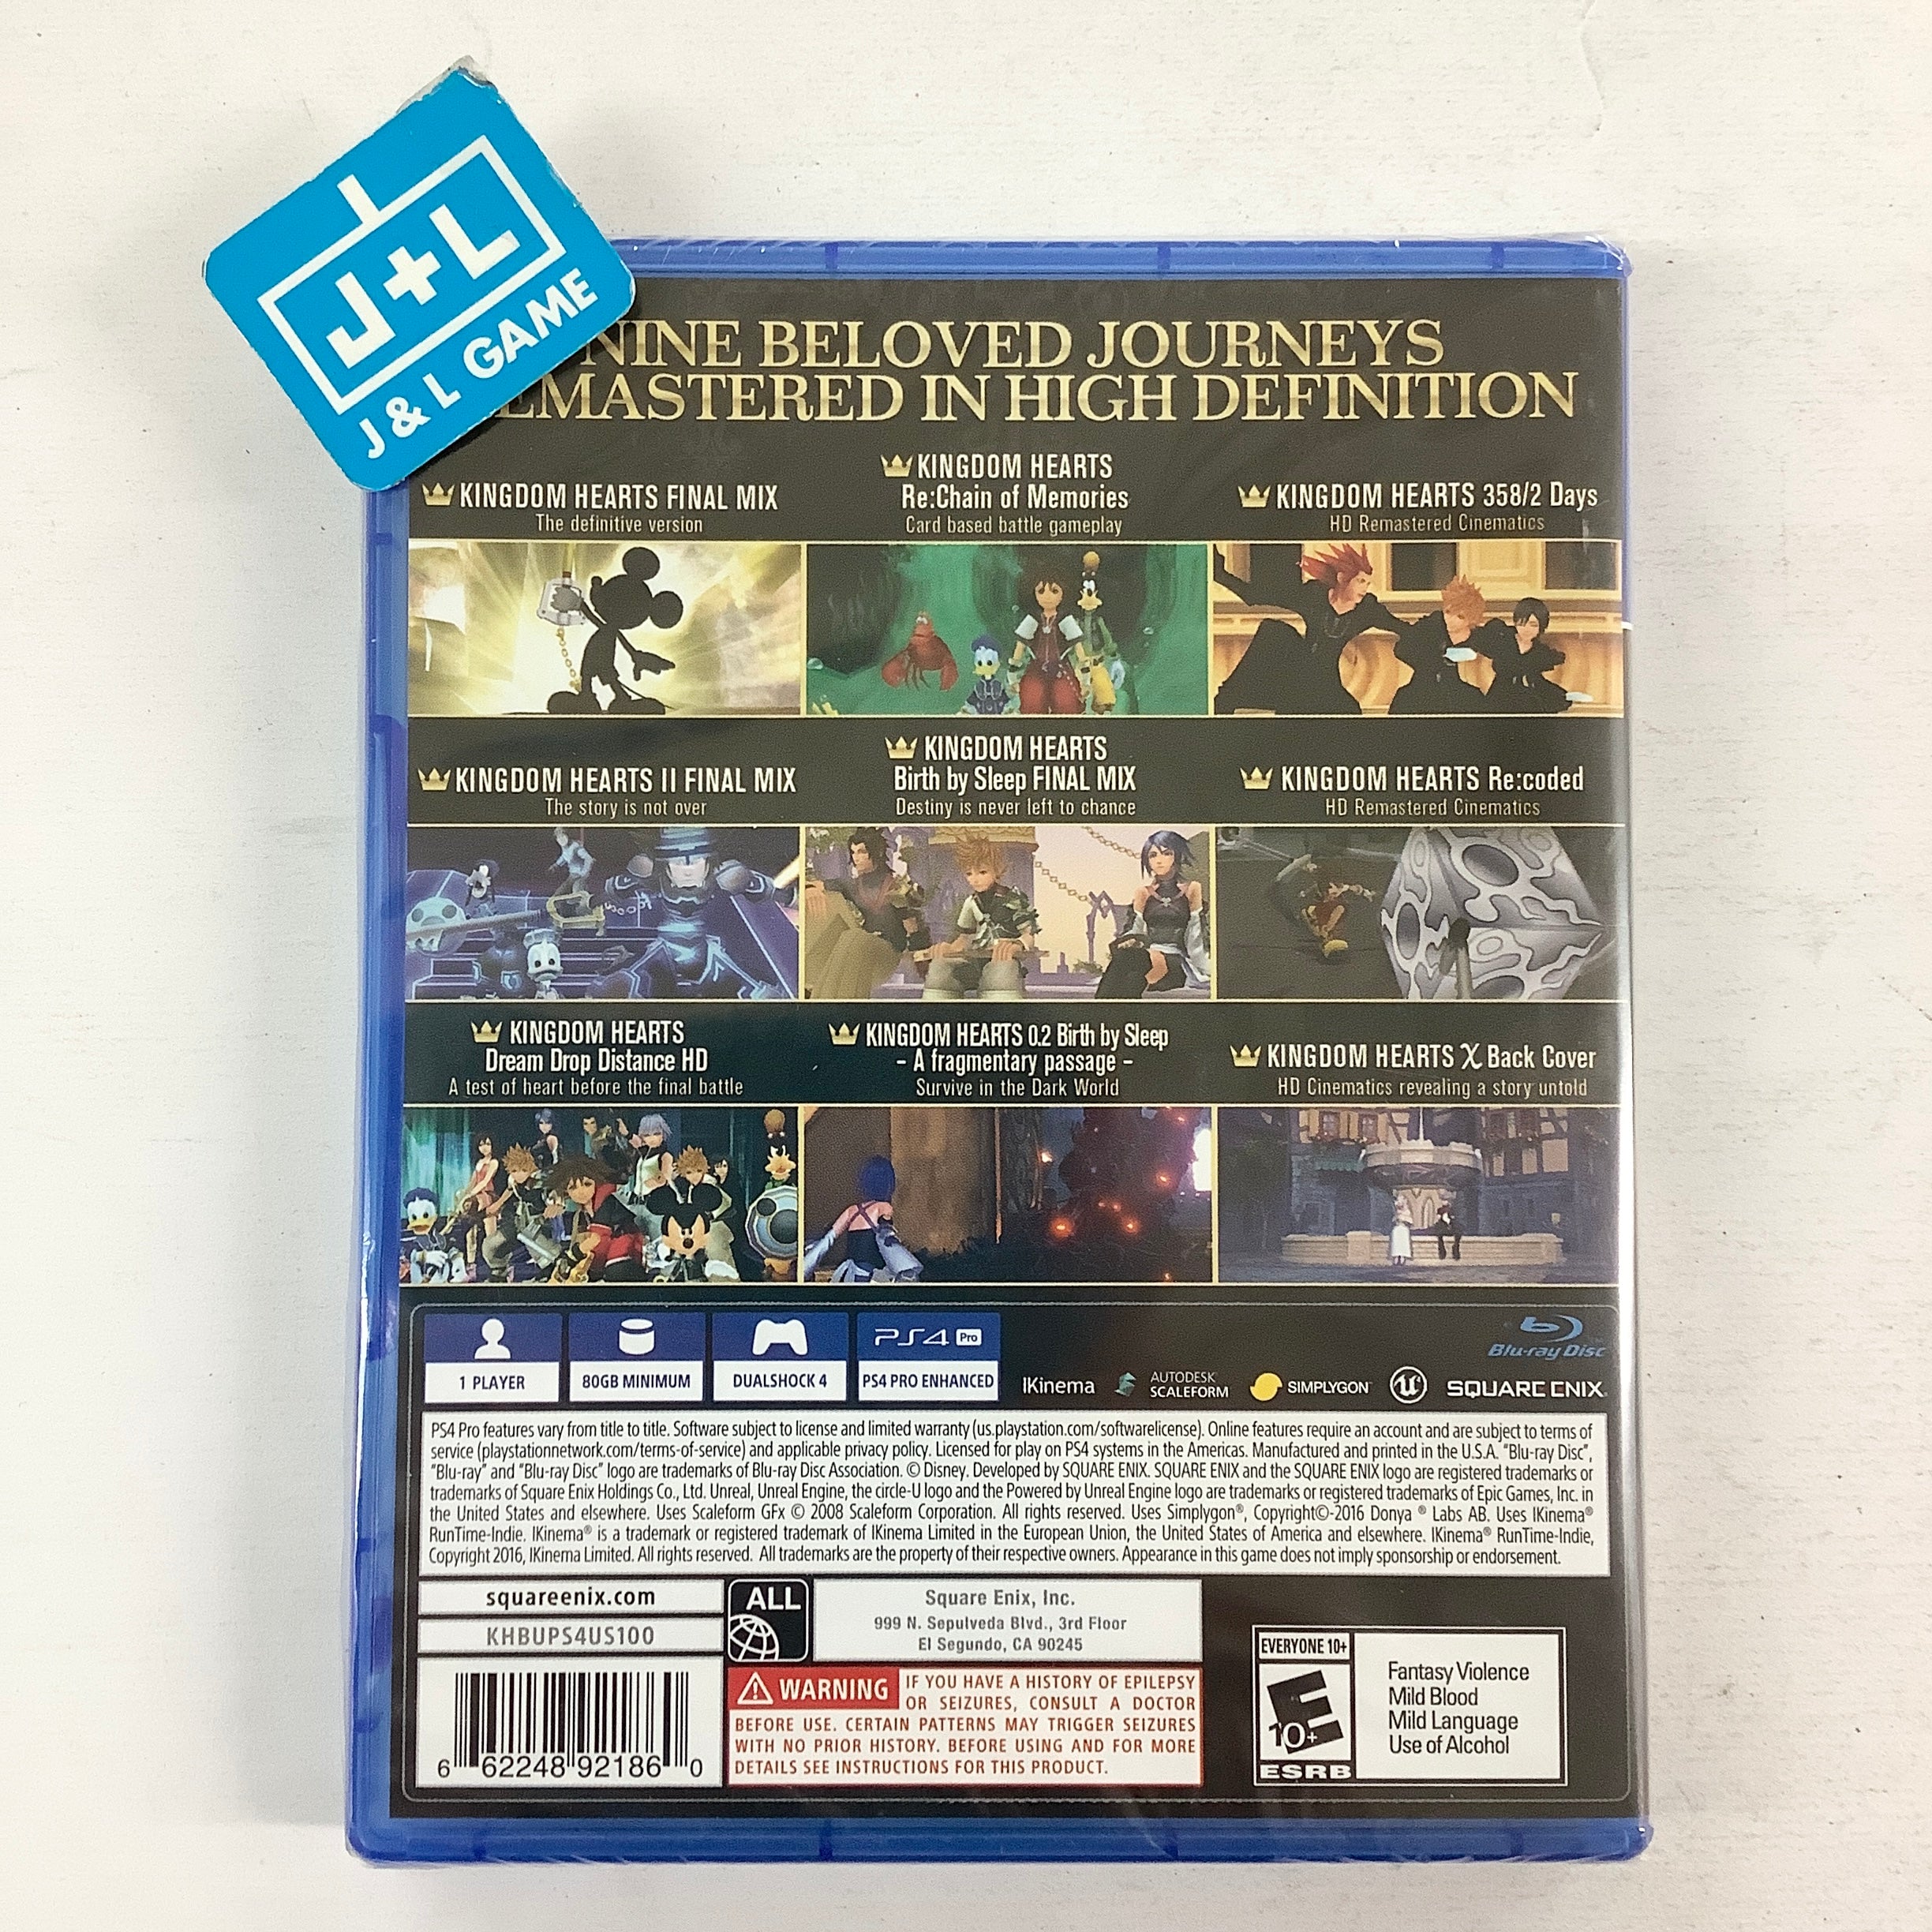 J+L
J & L GAME
NINE BELOVED JOURNEYS
EMASTERED IN HIGH DEFINITION
KINGDOM HEARTS FINAL MIX
The definitive version
KINGDOM HEARTS
Re:Chain of Memories
Card based battle gameplay
KINGDOM HEARTS 358/2 Days
HD Remastered Cinematics
KINGDOM HEARTS II FINAL MIX
The story is not over
KINGDOM HEARTS
Birth by Sleep FINAL MIX
Destiny is never left to chance
KINGDOM HEARTS Re:coded
HD Remastered Cinematics
KINGDOM HEARTS
Dream Drop Distance HD
A test of heart before the final battle
KINGDOM HEARTS 0.2 Birth by Sleep
– A fragmentary passage –
Survive in the Dark World
KINGDOM HEARTS χ Back Cover
HD Cinematics revealing a story untold
1 PLAYER
80GB MINIMUM
DUALSHOCK 4
PS4 Pro
PS4 PRO ENHANCED
IKinema
AUTODESK
SCALEFORM
SIMPLYGON
Blu-ray Disc
SQUARE ENIX
PS4 Pro features vary from title to title. Software subject to license and limited warranty (us.playstation.com/softwarelicense). Online features require an account and are subject to terms of
service (playstationnetwork.com/terms-of-service) and applicable privacy policy. Licensed for play on PS4 systems in the Americas. Manufactured and printed in the U.S.A. "Blu-ray Disc",
"Blu-ray" and "Blu-ray Disc" logo are trademarks of Blu-ray Disc Association. © Disney. Developed by SQUARE ENIX. SQUARE ENIX and the SQUARE ENIX logo are registered trademarks or
trademarks of Square Enix Holdings Co., Ltd. Unreal, Unreal Engine, the circle-U logo and the Powered by Unreal Engine logo are trademarks or registered trademarks of Epic Games, Inc. in
the United States and elsewhere. Uses Scaleform GFx © 2008 Scaleform Corporation. All rights reserved. Uses Simplygon®, Copyright©-2016 Donya ® Labs AB. Uses IKinema®
RunTime-Indie. IKinema® is a trademark or registered trademark of IKinema Limited in the European Union, the United States of America and elsewhere. IKinema® RunTime-Indie,
Copyright 2016, IKinema Limited. All rights reserved. All trademarks are the property of their respective owners. Appearance in this game does not imply sponsorship or endorsement.
squareenix.com
KHBUPS4US100
ALL
Square Enix, Inc.
999 N. Sepulveda Blvd., 3rd Floor
El Segundo, CA 90245
WARNING IF YOU HAVE A HISTORY OF EPILEPSY
OR SEIZURES, CONSULT A DOCTOR
BEFORE USE. CERTAIN PATTERNS MAY TRIGGER SEIZURES
WITH NO PRIOR HISTORY. BEFORE USING AND FOR MORE
DETAILS SEE INSTRUCTIONS FOR THIS PRODUCT.
6 62248 92186 0
EVERYONE 10+
E
10+
ESRB
Fantasy Violence
Mild Blood
Mild Language
Use of Alcohol